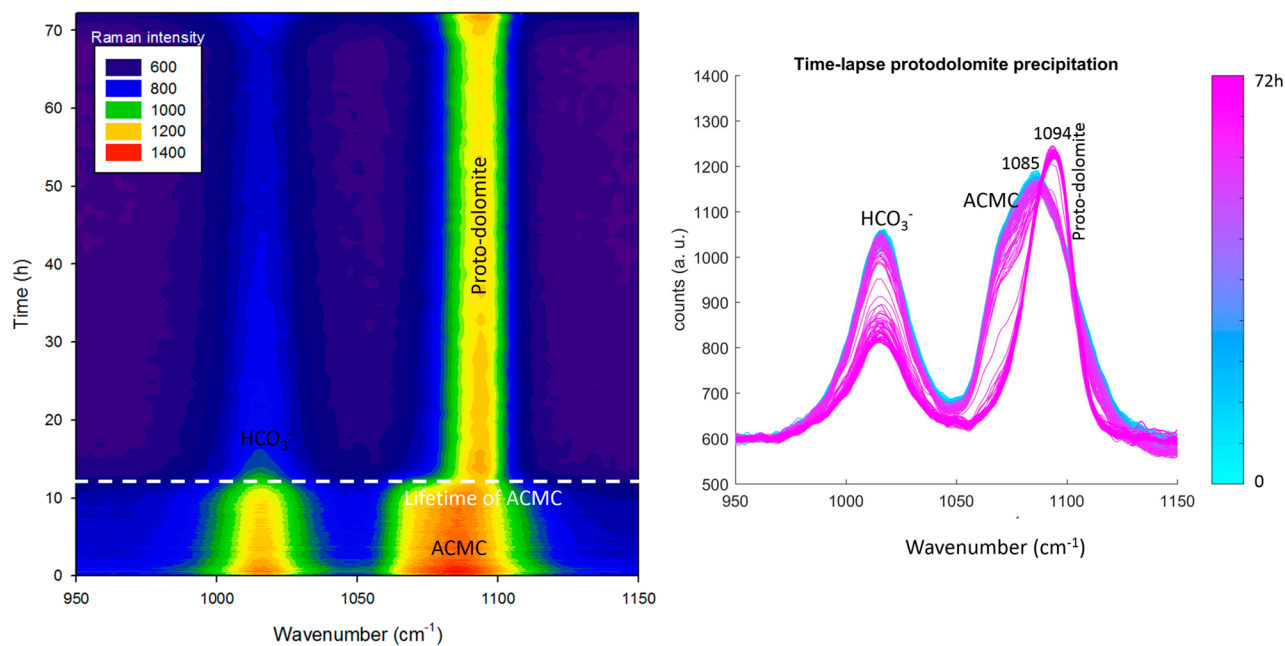 Raman intensity
600
800
1000
1200
1400
70
60
50
40
30
20
10
0
Time (h)
HCO₃⁻
Proto-dolomite
Lifetime of ACMC
ACMC
950 1000 1050 1100 1150
Wavenumber (cm⁻¹)
Time-lapse protodolomite precipitation
1400
1300
1200
1100
1000
900
800
700
600
500
counts (a. u.)
HCO₃⁻
ACMC
1085
1094
Proto-dolomite
950 1000 1050 1100 1150
Wavenumber (cm⁻¹)
72h
0